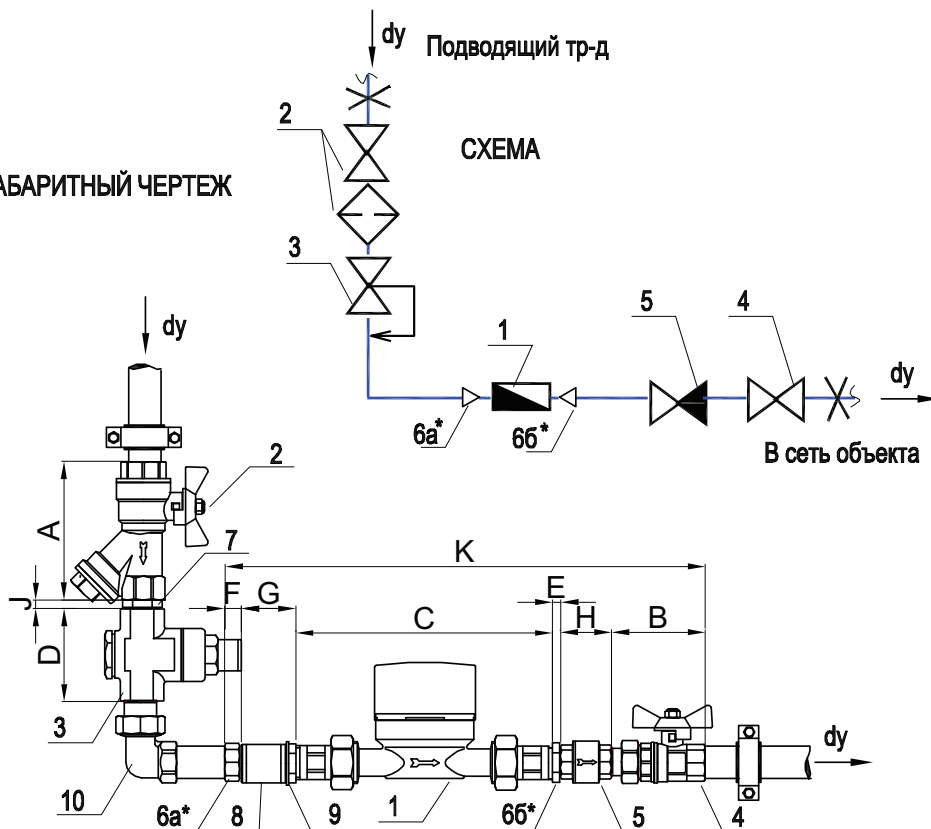 dy
Подводящий тр-д
2
СХЕМА
АБАРИТНЫЙ ЧЕРТЕЖ
3
5
4
1
dy
dy
6а*
6б*
В сеть объекта
2
A
7
K
J
F
G
E
C
H
B
D
3
dy
10
6а*
8
9
1
6б*
5
4